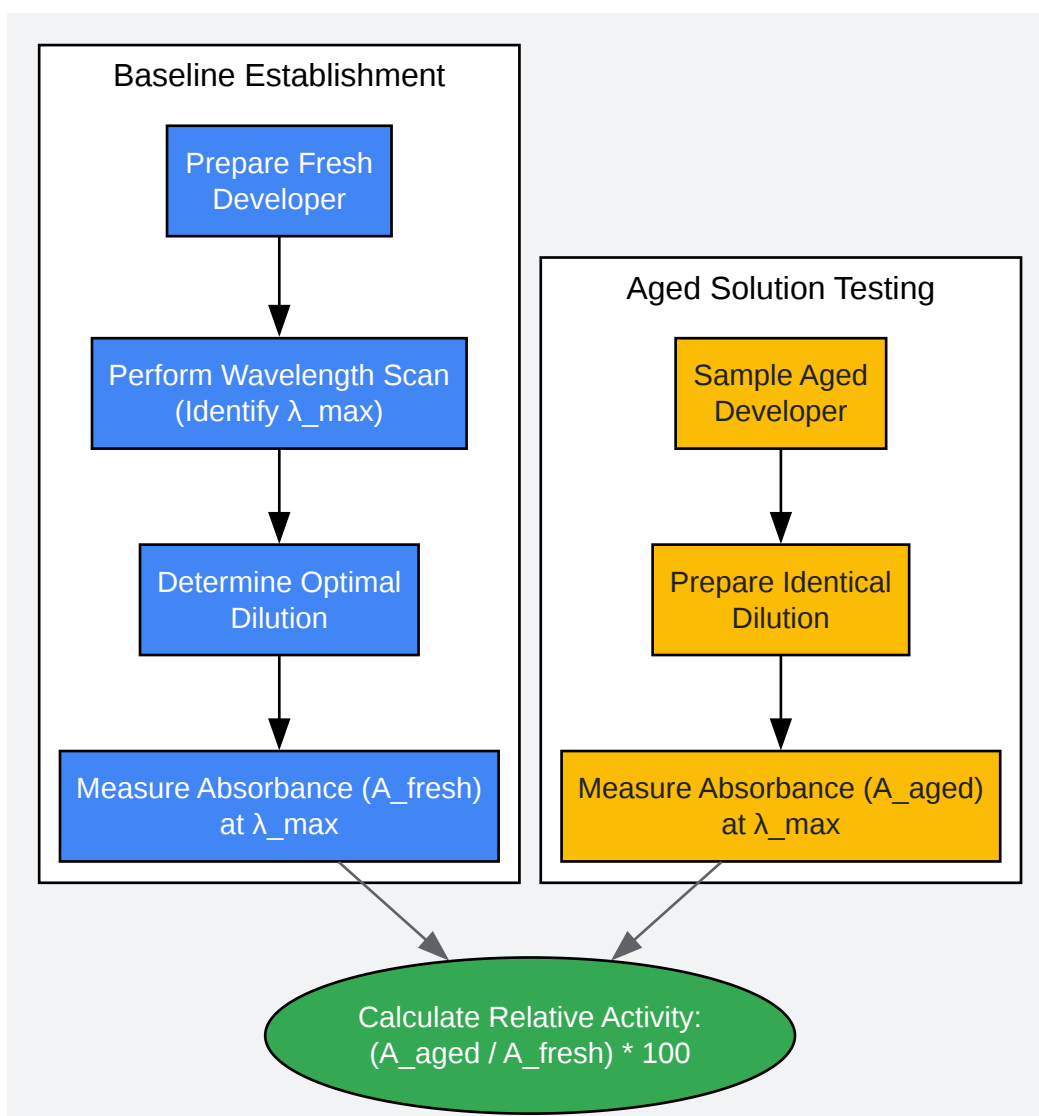 Baseline Establishment
Prepare Fresh
Developer
Perform Wavelength Scan
(Identify λ_max)
Determine Optimal
Dilution
Measure Absorbance (A_fresh)
at λ_max
Aged Solution Testing
Sample Aged
Developer
Prepare Identical
Dilution
Measure Absorbance (A_aged)
at λ_max
Calculate Relative Activity:
(A_aged / A_fresh) * 100